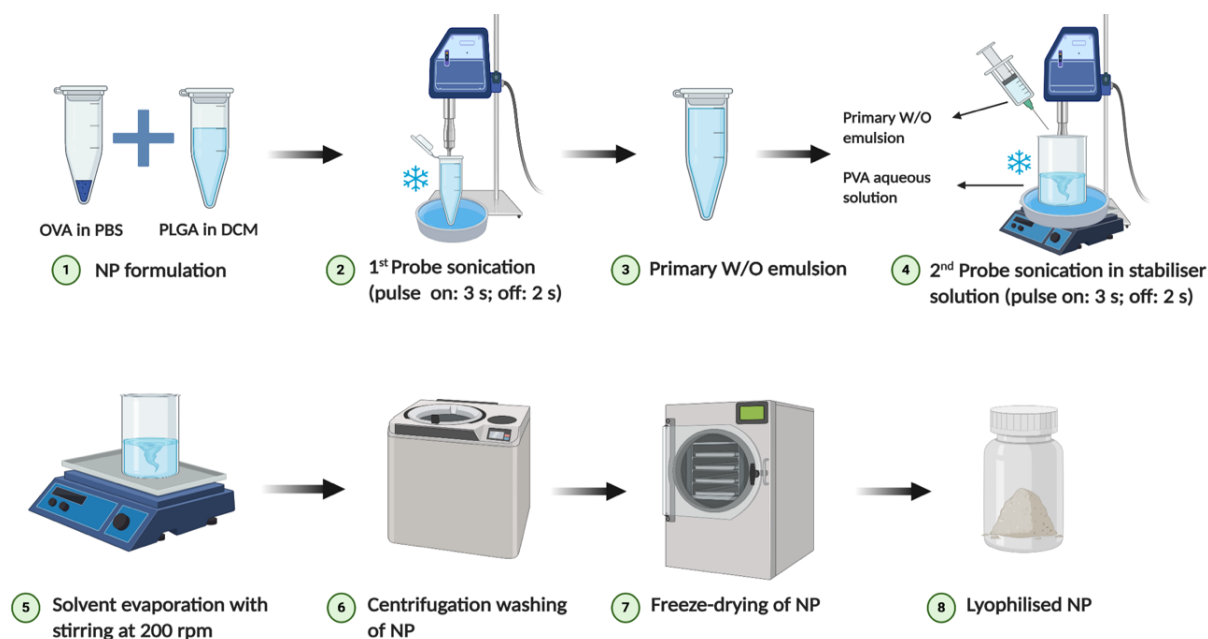 OVA in PBS
PLGA in DCM
1 NP formulation
2 1st Probe sonication
(pulse on: 3 s; off: 2 s)
3 Primary W/O emulsion
Primary W/O
emulsion
PVA aqueous
solution
4 2nd Probe sonication in stabiliser
solution (pulse on: 3 s; off: 2 s)
5 Solvent evaporation with
stirring at 200 rpm
6 Centrifugation washing
of NP
7 Freeze-drying of NP
8 Lyophilised NP